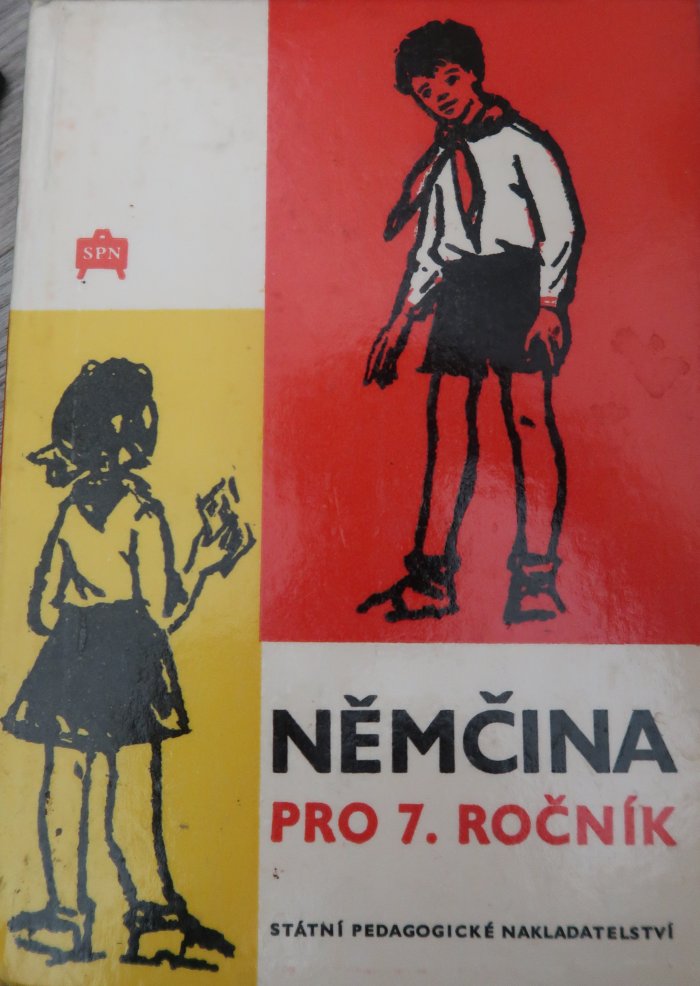 SPN
NĚMČINA
PRO 7. ROČNÍK
STÁTNÍ PEDAGOGICKÉ NAKLADATELSTVÍ